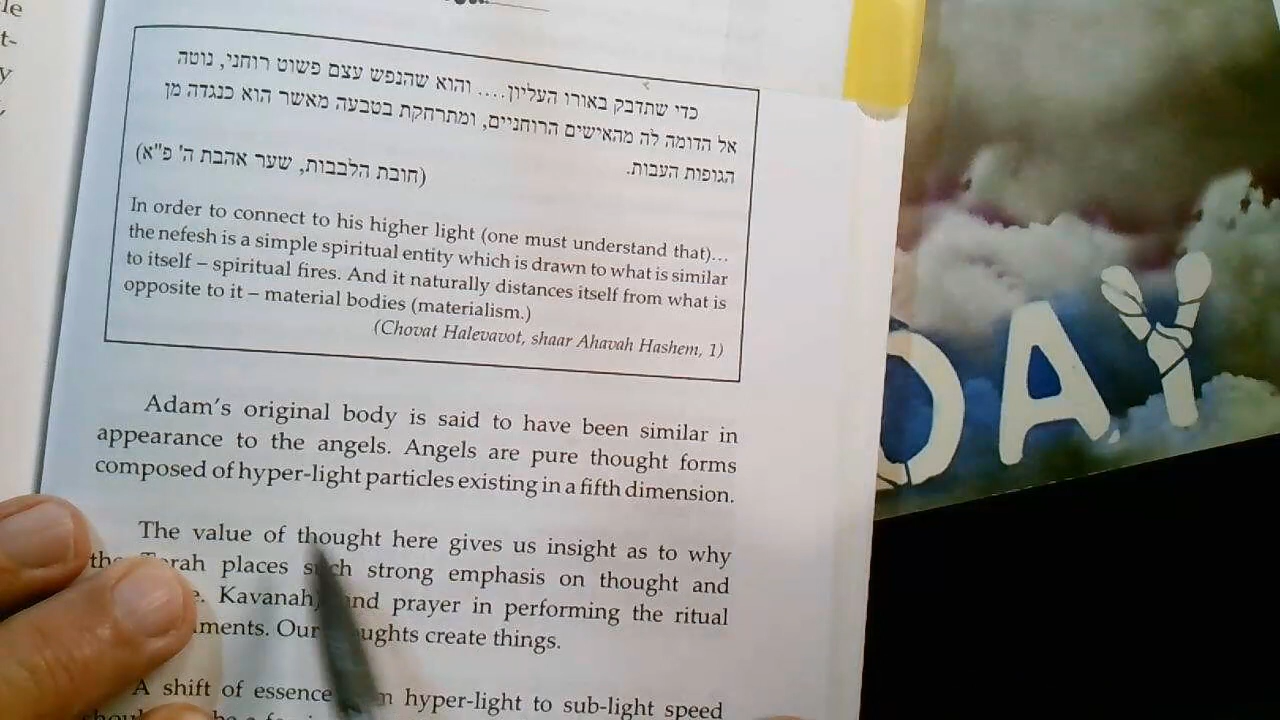 le
t-
y
כדי שתדבק באורו העליון.... והוא שהנפש עצם פשוט רוחני, נוטה
אל הדומה לה מהאישים הרוחניים, ומתרחקת בטבעה מאשר הוא כנגדה מן
הגופות העבות.
(חובת הלבבות, שער אהבת ה' פ"א)
In order to connect to his higher light (one must understand that)...
the nefesh is a simple spiritual entity which is drawn to what is similar
to itself – spiritual fires. And it naturally distances itself from what is
opposite to it – material bodies (materialism.)
(Chovat Halevavot, shaar Ahavah Hashem, 1)
Adam's original body is said to have been similar in
appearance to the angels. Angels are pure thought forms
composed of hyper-light particles existing in a fifth dimension.
The value of thought here gives us insight as to why
places such strong emphasis on thought and
Kavanah) and prayer in performing the ritual
Our create things.
A shift of essence hyper-light to sub-light speed
DAY